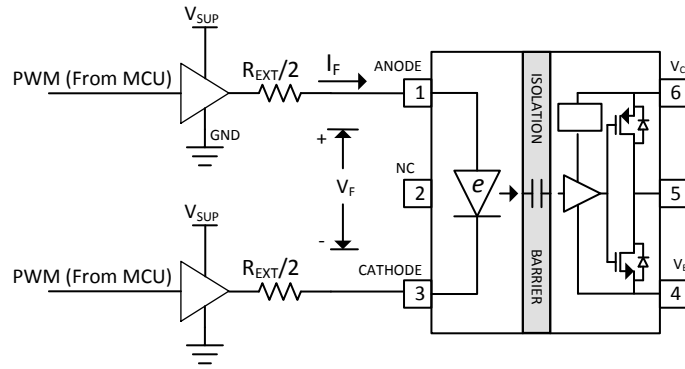 VSUP
PWM (From MCU)
REXT/2
IF
ANODE
1
GND
+
VF
-
NC
2
ISOLATION
BARRIER
e
6
5
4
VSUP
PWM (From MCU)
REXT/2
CATHODE
3